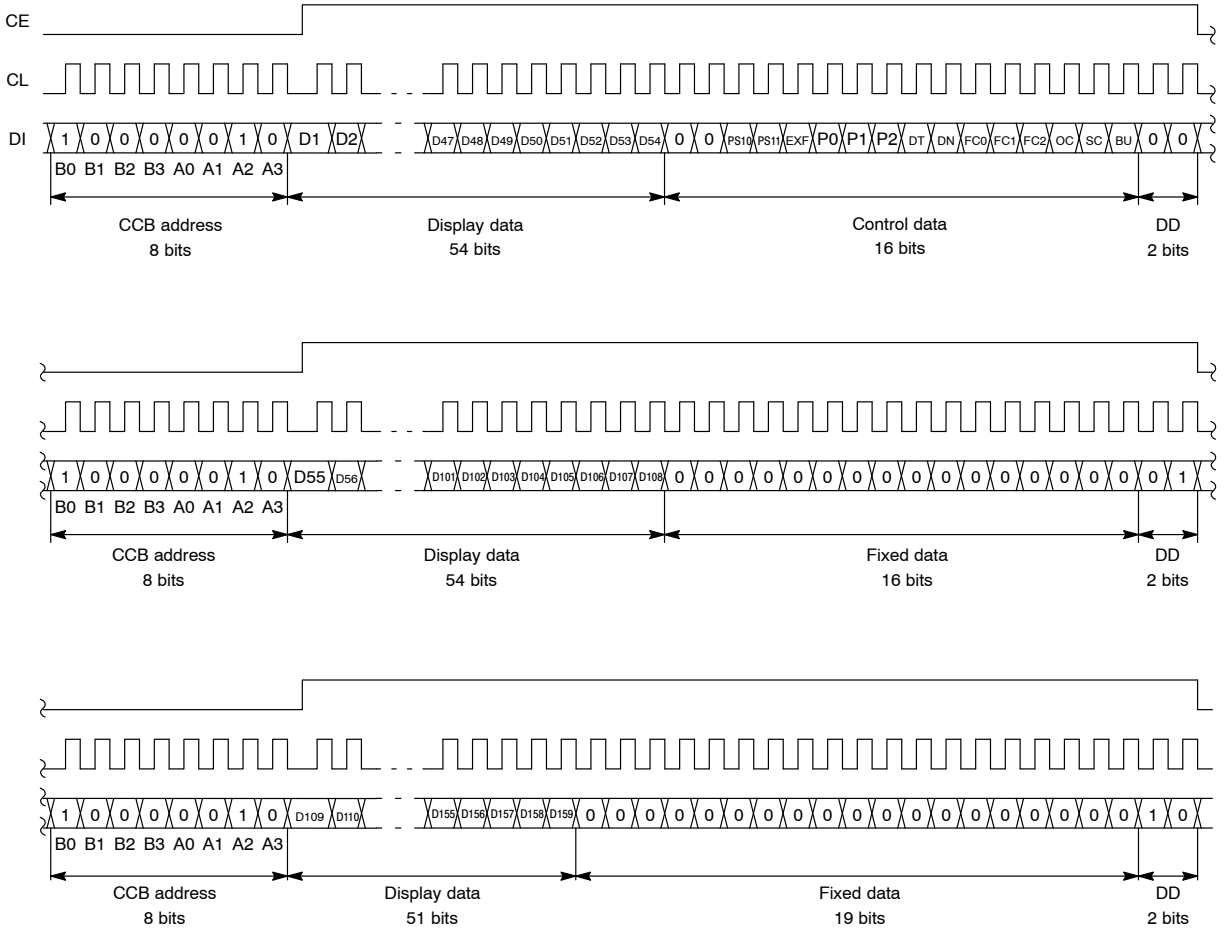 CE
CL
DI 1 0 0 0 0 0 1 0 D1 D2 D47 D48 D49 D50 D51 D52 D53 D54 0 0 PS10 PS11 EXF P0 P1 P2 DT DN FC0 FC1 FC2 OC SC BU 0 0
B0 B1 B2 B3 A0 A1 A2 A3
CCB address Display data Control data DD
8 bits 54 bits 16 bits 2 bits
1 0 0 0 0 0 1 0 D55 D56 D101 D102 D103 D104 D105 D106 D107 D108 0 0 0 0 0 0 0 0 0 0 0 0 0 0 0 0 0 1
B0 B1 B2 B3 A0 A1 A2 A3
CCB address Display data Fixed data DD
8 bits 54 bits 16 bits 2 bits
1 0 0 0 0 0 1 0 D109 D110 D155 D156 D157 D158 D159 0 0 0 0 0 0 0 0 0 0 0 0 0 0 0 0 0 0 0 1 0
B0 B1 B2 B3 A0 A1 A2 A3
CCB address Display data Fixed data DD
8 bits 51 bits 19 bits 2 bits